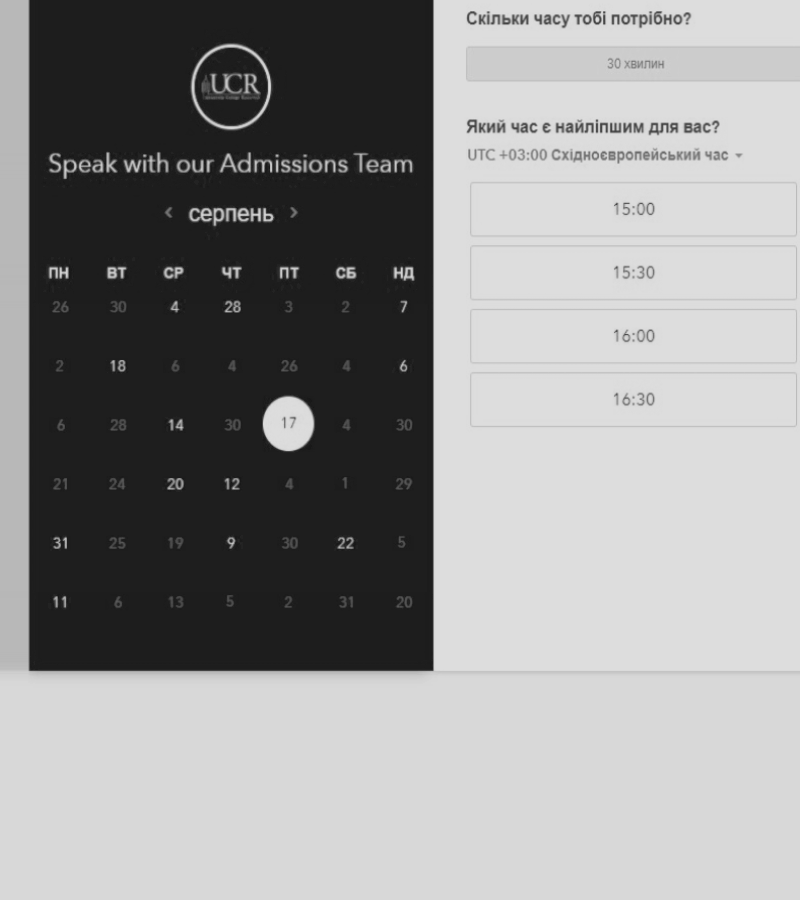 UCR
Speak with our Admissions Team
серпень
ПН ВТ СР ЧТ ПТ СБ НД
26 30 4 28 3 2 7
2 18 6 4 26 4 6
6 28 14 30 17 4 30
21 24 20 12 4 1 29
31 25 19 9 30 22 5
11 6 13 5 2 31 20
Скільки часу тобі потрібно?
30 хвилин
Який час є найліпшим для вас?
UTC +03:00 Східноєвропейський час
15:00
15:30
16:00
16:30